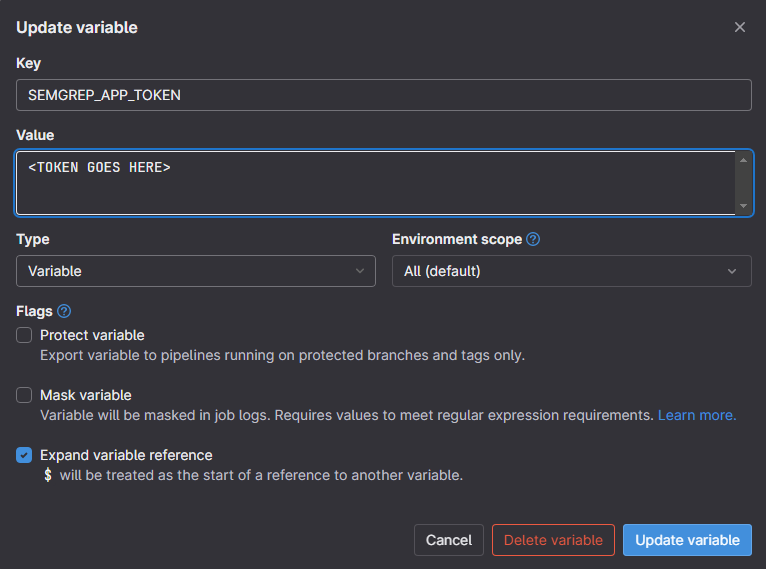 Update variable
Key
SEMGREP_APP_TOKEN
Value
<TOKEN GOES HERE>
Type
Environment scope
Variable
All (default)
Flags
Protect variable
Export variable to pipelines running on protected branches and tags only.
Mask variable
Variable will be masked in job logs. Requires values to meet regular expression requirements. Learn more.
Expand variable reference
$ will be treated as the start of a reference to another variable.
Cancel
Delete variable
Update variable